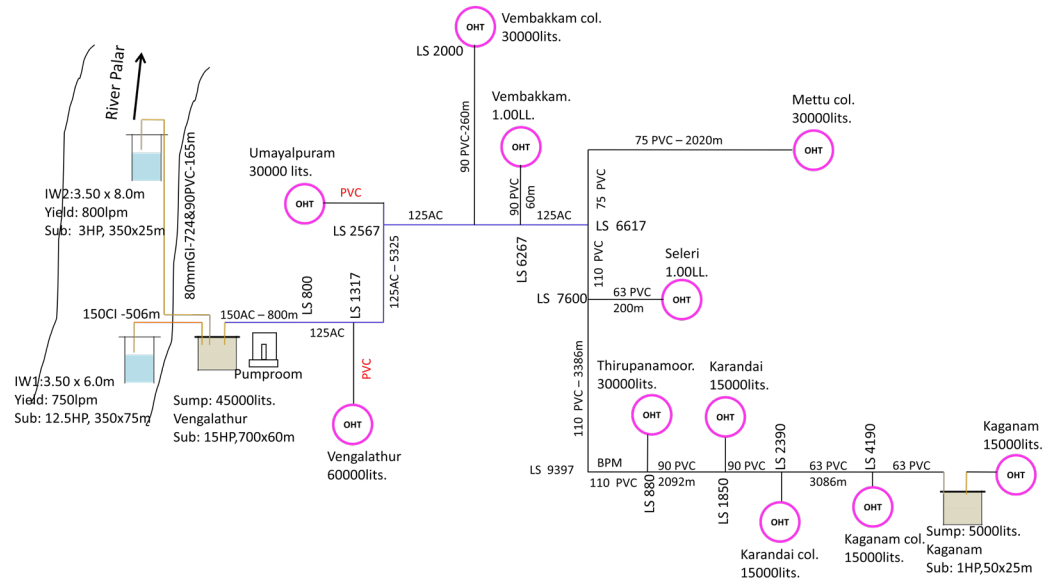 OHT
Vembakkam col.
30000lits.
LS 2000
River Palar
80mmGI-724&90PVC-165m
IW2:3.50 x 8.0m
Yield: 800lpm
Sub:  3HP, 350x25m
Umayalpuram
30000 lits.
OHT
PVC
LS 2567
90 PVC-260m
Vembakkam.
1.00LL.
OHT
90 PVC
60m
125AC
125AC
LS 6267
Mettu col.
30000lits.
OHT
75 PVC – 2020m
75 PVC
LS 6617
110 PVC
Seleri
1.00LL.
OHT
63 PVC
200m
LS 7600
125AC – 5325
LS 800
LS 1317
150CI -506m
150AC – 800m
125AC
Pumproom
PVC
IW1:3.50 x 6.0m
Yield: 750lpm
Sub: 12.5HP, 350x75m
Sump: 45000lits.
Vengalathur
Sub: 15HP,700x60m
OHT
Vengalathur
60000lits.
110 PVC – 3386m
Thirupanamoor.
30000lits.
OHT
Karandai
15000lits.
OHT
LS 9397
BPM
110 PVC
LS 880
90 PVC
2092m
LS 1850
90 PVC
LS 2390
63 PVC
3086m
LS 4190
63 PVC
OHT
Karandai col.
15000lits.
OHT
Kaganam col.
15000lits.
Kaganam
15000lits.
OHT
Sump: 5000lits.
Kaganam
Sub: 1HP,50x25m